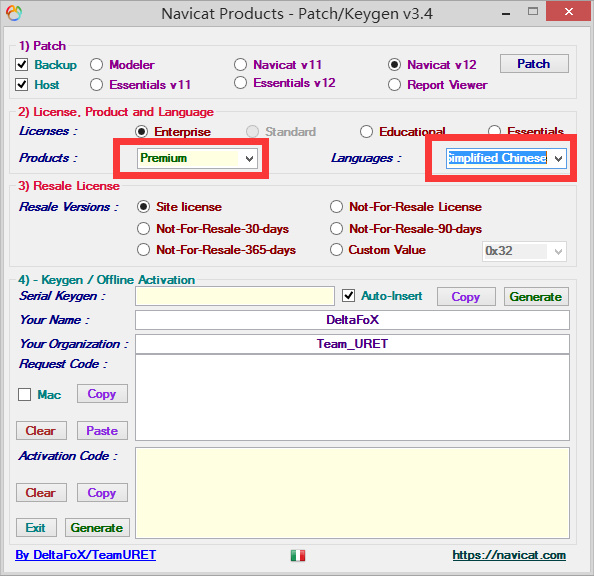 Navicat Products - Patch/Keygen v3.4
1) Patch
Backup Modeler Navicat v11 Navicat v12 Patch
Host Essentials v11 Essentials v12 Report Viewer
2) License, Product and Language
Licenses : Enterprise Standard Educational Essentials
Products : Premium Languages : Simplified Chinese
3) Resale License
Resale Versions : Site license Not-For-Resale License
Not-For-Resale-30-days Not-For-Resale-90-days
Not-For-Resale-365-days Custom Value 0x32
4) - Keygen / Offline Activation
Serial Keygen : Auto-Insert Copy Generate
Your Name : DeltaFoX
Your Organization : Team_URET
Request Code :
Mac Copy
Clear Paste
Activation Code :
Clear Copy
Exit Generate
By DeltaFoX/TeamURET https://navicat.com